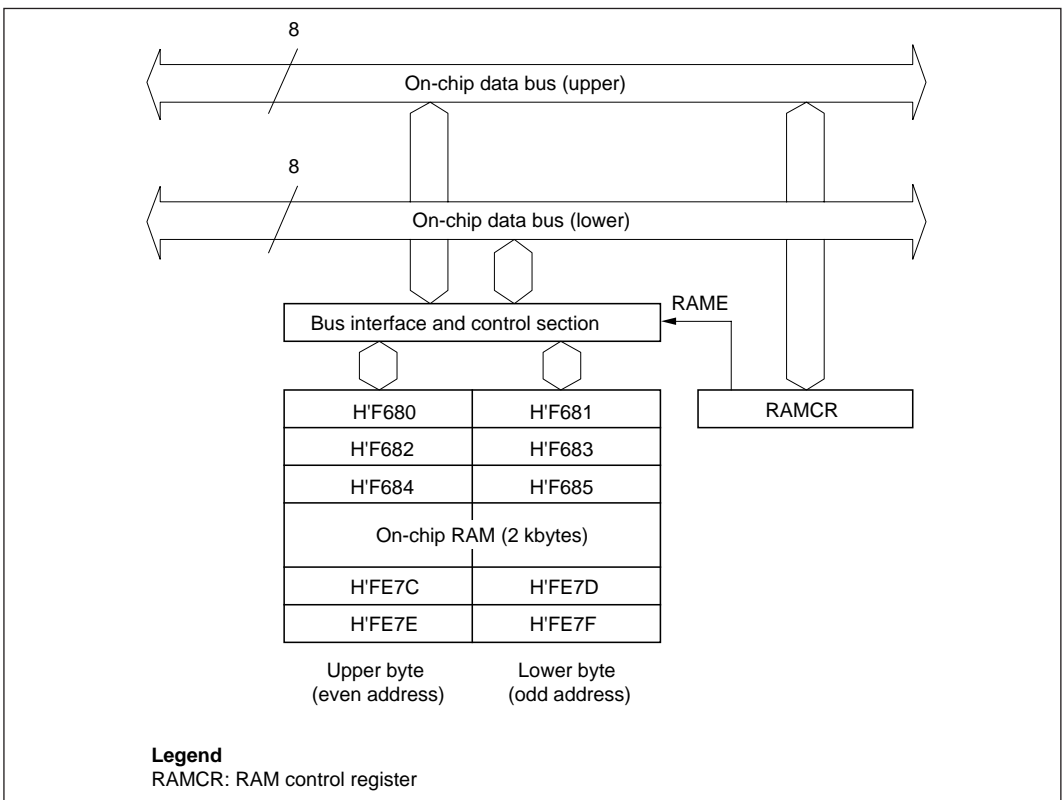 8
On-chip data bus (upper)
8
On-chip data bus (lower)
RAME
Bus interface and control section
H'F680 H'F681 RAMCR
H'F682 H'F683
H'F684 H'F685
On-chip RAM (2 kbytes)
H'FE7C H'FE7D
H'FE7E H'FE7F
Upper byte Lower byte
(even address) (odd address)
Legend
RAMCR: RAM control register